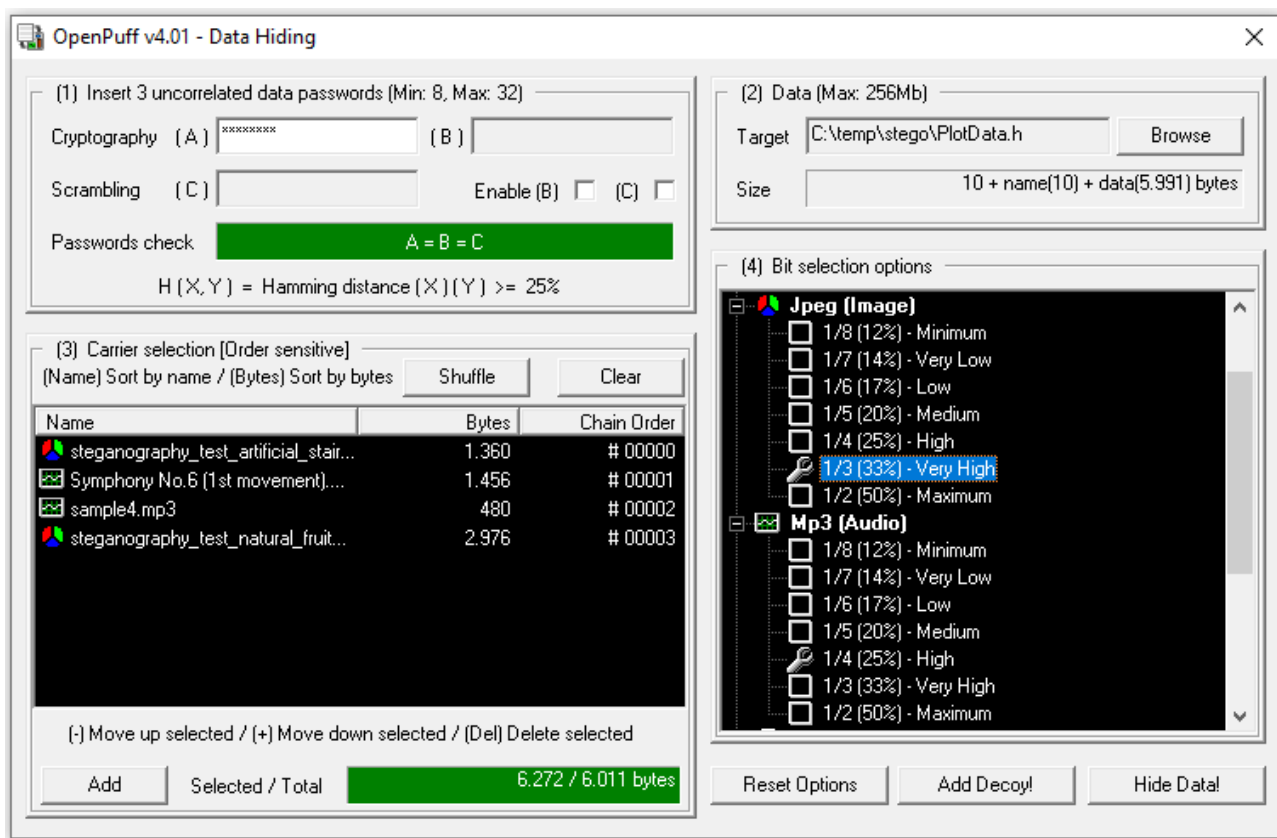 OpenPuff v4.01 - Data Hiding
(1) Insert 3 uncorrelated data passwords (Min: 8, Max: 32)
Cryptography (A) ******** (B)
Scrambling (C) Enable (B) (C)
Passwords check A = B = C
H (X,Y) = Hamming distance (X)(Y) >= 25%
(2) Data (Max: 256Mb)
Target C:\temp\stego\PlotData.h Browse
Size 10 + name(10) + data(5.991) bytes
(3) Carrier selection [Order sensitive]
(Name) Sort by name / (Bytes) Sort by bytes Shuffle Clear
Name Bytes Chain Order
steganography_test_artificial_stair... 1.360 # 00000
Symphony No.6 (1st movement).... 1.456 # 00001
sample4.mp3 480 # 00002
steganography_test_natural_fruit... 2.976 # 00003
(-) Move up selected / (+) Move down selected / (Del) Delete selected
Add Selected / Total 6.272 / 6.011 bytes
(4) Bit selection options
Jpeg (Image)
1/8 (12%) - Minimum
1/7 (14%) - Very Low
1/6 (17%) - Low
1/5 (20%) - Medium
1/4 (25%) - High
1/3 (33%) - Very High
1/2 (50%) - Maximum
Mp3 (Audio)
1/8 (12%) - Minimum
1/7 (14%) - Very Low
1/6 (17%) - Low
1/5 (20%) - Medium
1/4 (25%) - High
1/3 (33%) - Very High
1/2 (50%) - Maximum
Reset Options Add Decoy! Hide Data!